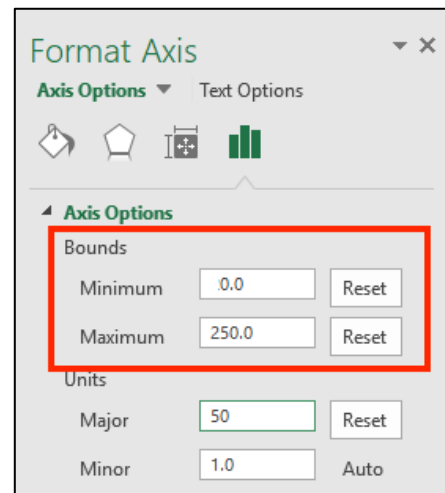 Format Axis
Axis Options Text Options
Axis Options
Bounds
Minimum 0.0 Reset
Maximum 250.0 Reset
Units
Major 50 Reset
Minor 1.0 Auto